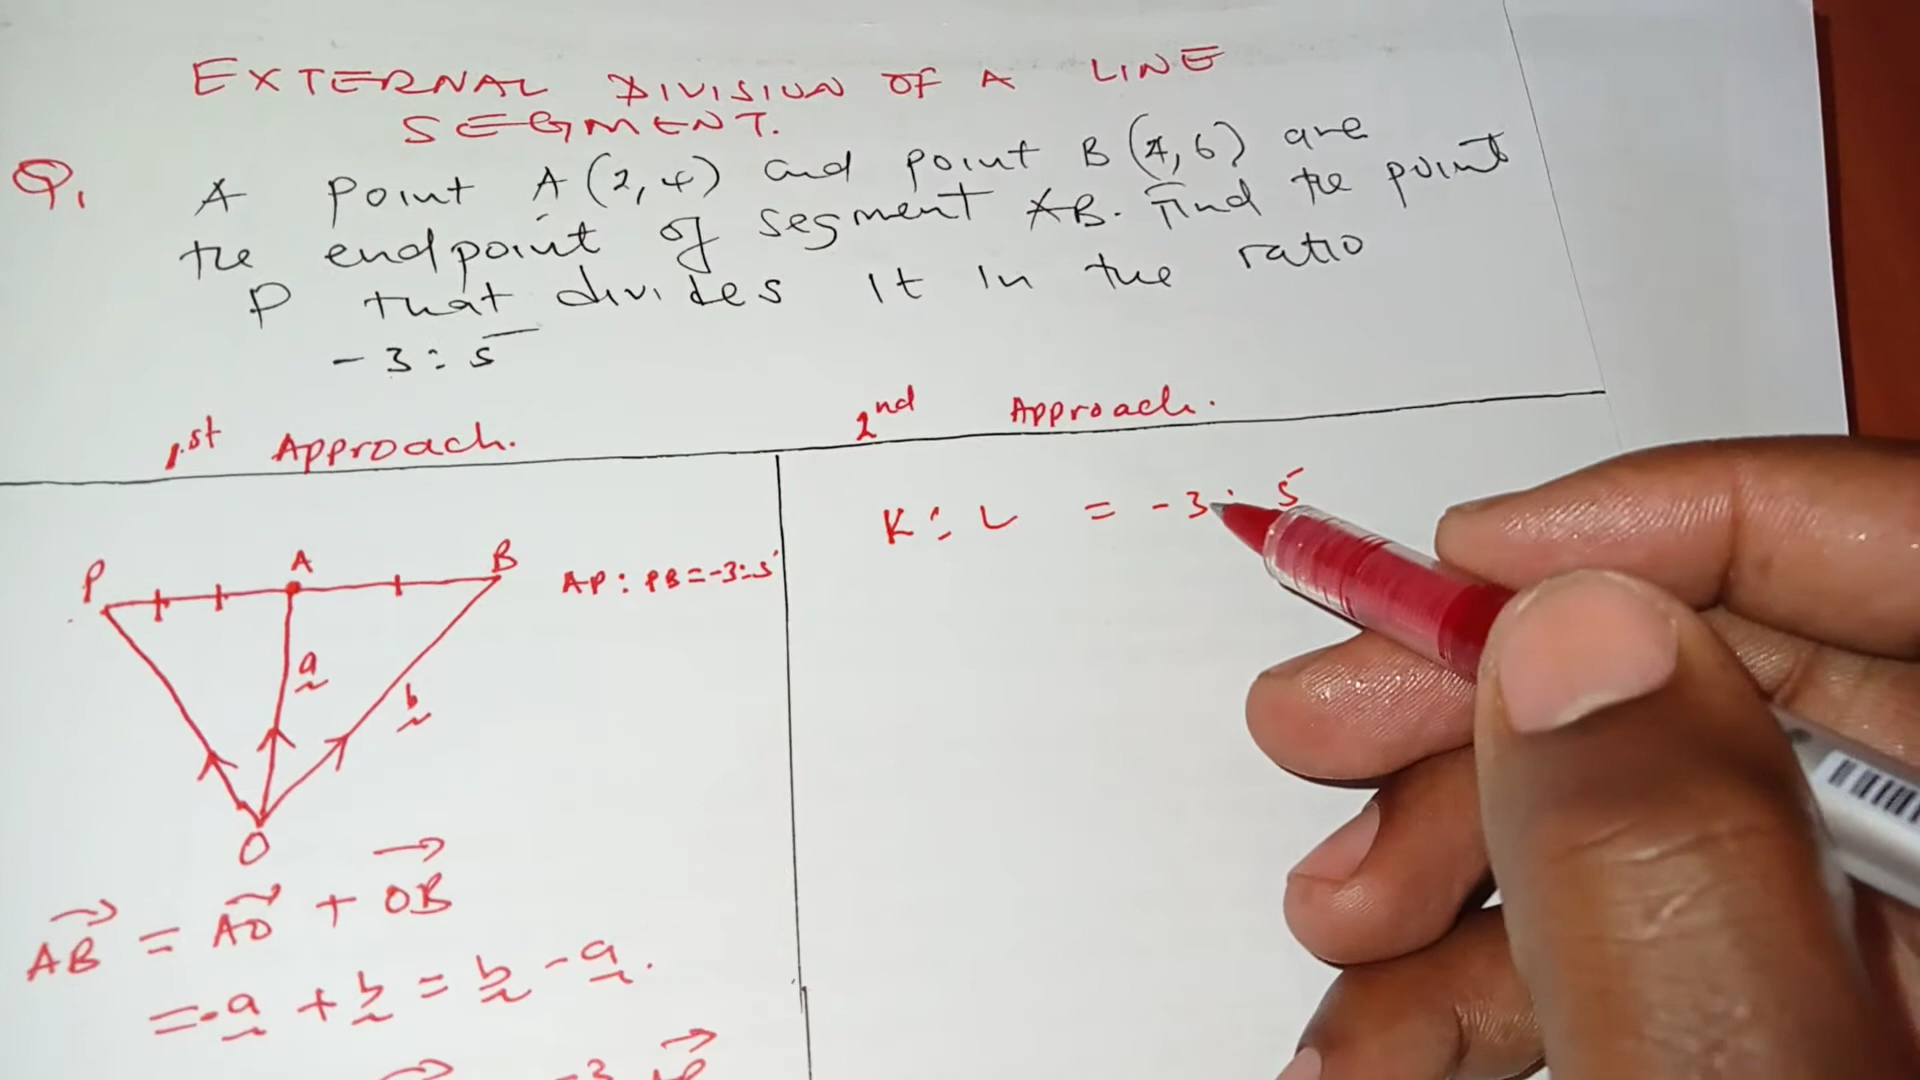 EXTERNAL DIVISION OF A LINE
SEGMENT.
Q1 A point A(2,4) and point B(4,6) are
the endpoint of segment AB. Find the point
P that divides it in the ratio
-3:5
1st Approach.
2nd Approach.
P A B AP : PB = -3:5
a
b
O
AB = AO + OB
= -a + b = b - a.
K : L = -3 : 5